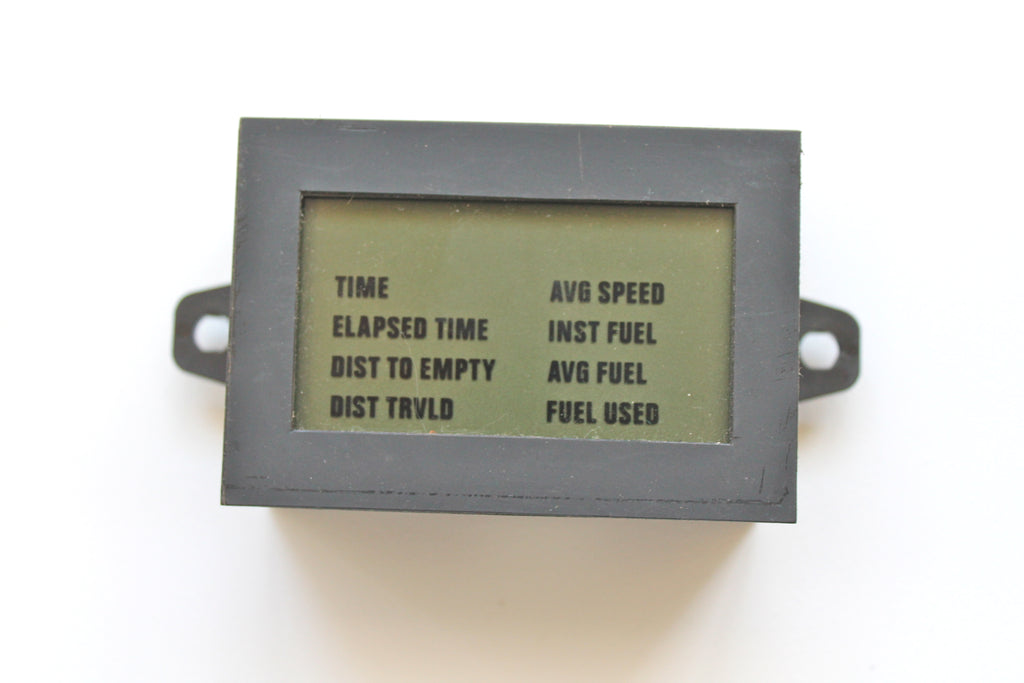 TIME
ELAPSED TIME
DIST TO EMPTY
DIST TRVLD
AVG SPEED
INST FUEL
AVG FUEL
FUEL USED